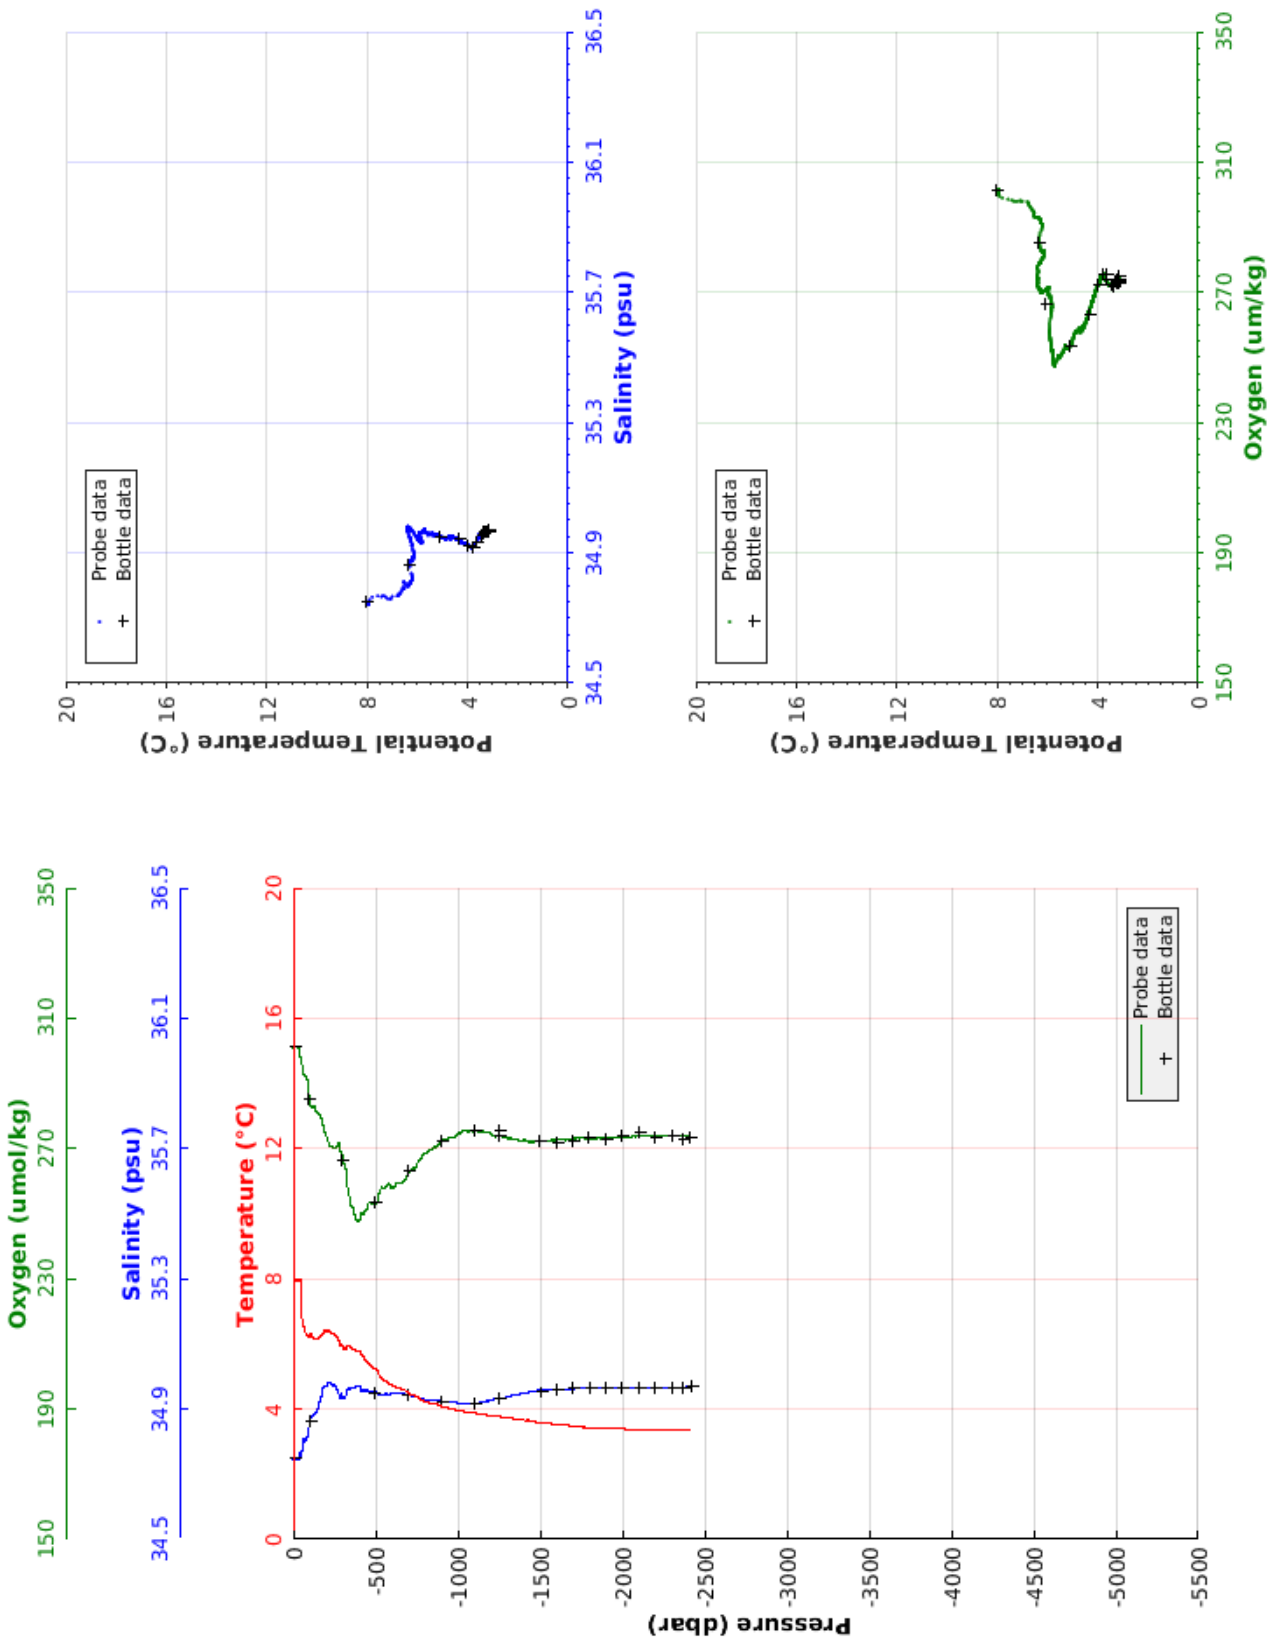 Oxygen (umol/kg)
150 190 230 270 310 350
Salinity (psu)
34.5 34.9 35.3 35.7 36.1 36.5
Temperature (°C)
0 4 8 12 16 20
0
-500
-1000
-1500
-2000
-2500
-3000
-3500
-4000
-4500
-5000
-5500
Pressure (dbar)
Probe data
Bottle data
20
16
12
8
4
0
Potential Temperature (°C)
Probe data
Bottle data
34.5 34.9 35.3 35.7 36.1 36.5
Salinity (psu)
20
16
12
8
4
0
Potential Temperature (°C)
Probe data
Bottle data
150 190 230 270 310 350
Oxygen (um/kg)